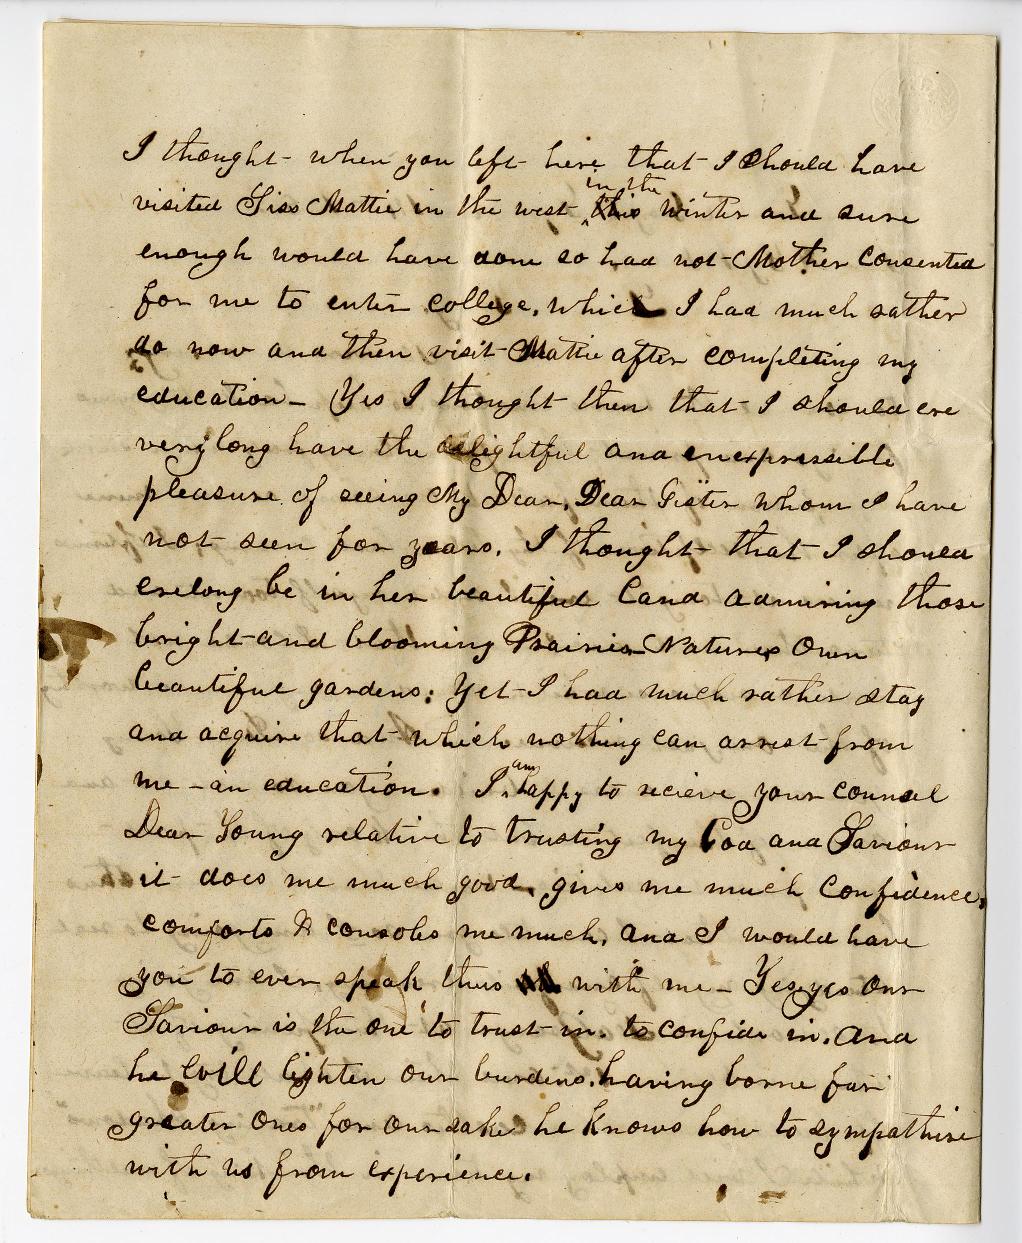 I thought when you left here that I should have
visited Siss Mattie in the west in the winter and sure
enough would have done so had not Mother consented
for me to enter college, which I had much rather
do now and then visit Mattie after completing my
education - Yes I thought then that I should ere
very long have the delightful and enexpressible
pleasure of seeing My Dear, Dear Sister whom I have
not seen for years. I thought that I should
erelong be in her beautiful land admiring those
bright and blooming Prairies - Natures Own
beautiful gardens: Yet I had much rather stay
and acquire that which nothing can arrest from
me - an education. I am happy to recieve your counsel
Dear Young relative to trusting my God and Saviour
it does me much good, gives me much confidence,
comforts & consoles me much, and I would have
you to ever speak thus with me - Yes yes our
Saviour is the one to trust in. to confide in. and
he will lighten our burdens. having borne far
greater ones for our sake he knows how to sympathise
with us from experience.